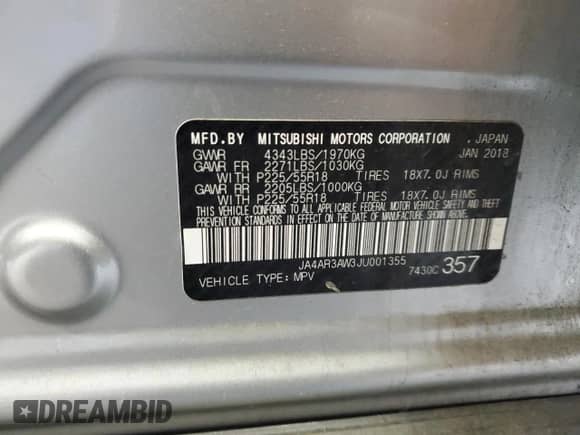 MFD.BY MITSUBISHI MOTORS CORPORATION . JAPAN
GVWR 4343LBS/1970KG JAN 2018
GAWR FR 2271LBS/1030KG
WITH P225/55R18 TIRES 18X7.0J RIMS
GAWR RR 2205LBS/1000KG
WITH P225/55R18 TIRES 18X7.0J RIMS
THIS VEHICLE CONFORMS TO ALL APPLICABLE FEDERAL MOTOR VEHICLE SAFETY AND THEFT
PREVENTION STANDARDS IN EFFECT ON THE DATE OF MANUFACTURE SHOWN ABOVE.
JA4AR3AW3JU001355
VEHICLE TYPE: MPV 7430C 357
DREAMBID